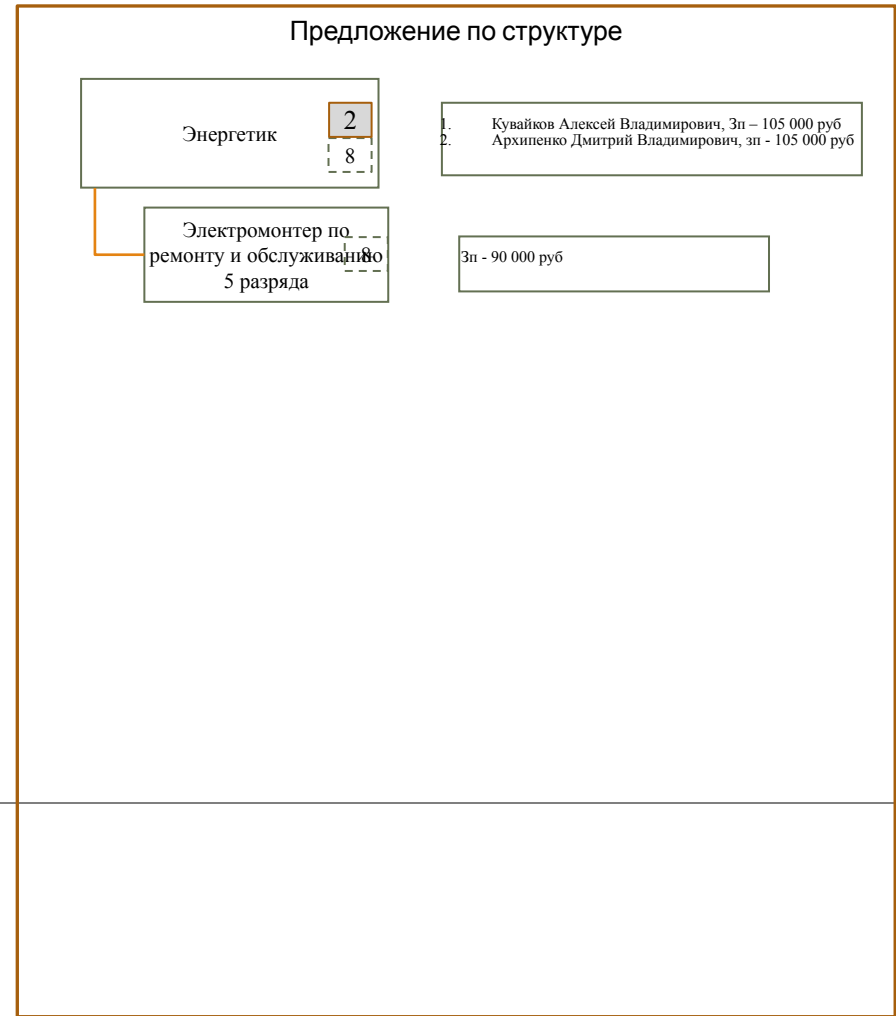 Предложение по структуре
Энергетик
2
8
1. Кувайков Алексей Владимирович, Зп – 105 000 руб
2. Архипенко Дмитрий Владимирович, зп - 105 000 руб
Электромонтер по
ремонту и обслуживанию
5 разряда
8
Зп - 90 000 руб